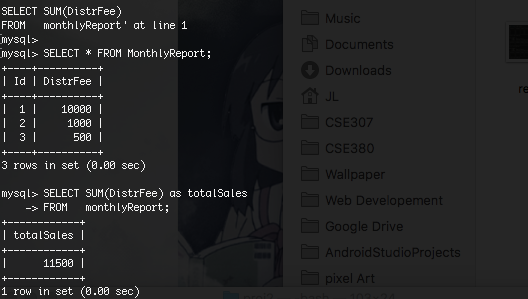 SELECT SUM(DistrFee)
FROM   monthlyReport' at line 1
mysql>
mysql> SELECT * FROM MonthlyReport;
+----+----------+
| Id | DistrFee |
+----+----------+
|  1 |    10000 |
|  2 |     1000 |
|  3 |      500 |
+----+----------+
3 rows in set (0.00 sec)
mysql> SELECT SUM(DistrFee) as totalSales
    -> FROM   monthlyReport;
+------------+
| totalSales |
+------------+
|      11500 |
+------------+
1 row in set (0.00 sec)
Music
Documents
Downloads
JL
CSE307
CSE380
Wallpaper
Web Developement
Google Drive
AndroidStudioProjects
pixel Art
re